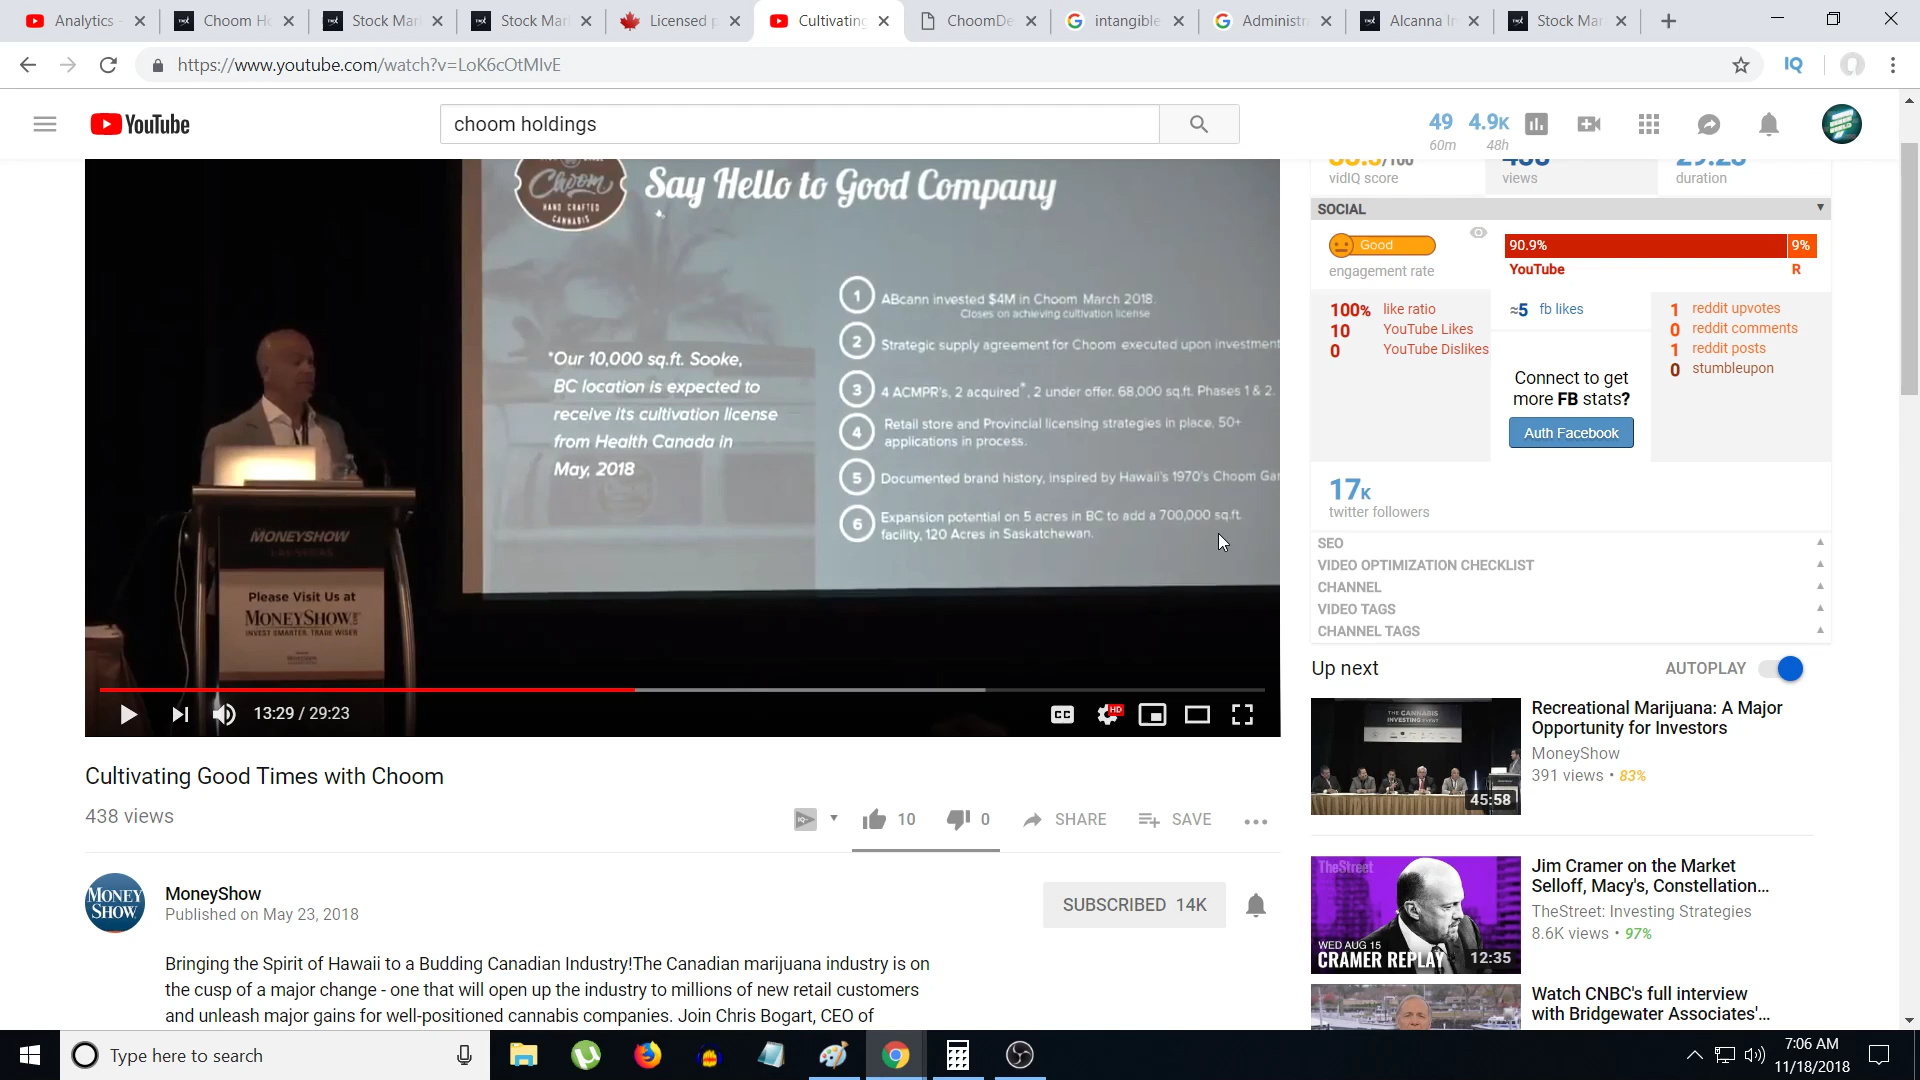 Analytics
Choom H
Stock Mar
Stock Mar
Licensed p
Cultivating
ChoomDe
intangible
Administr
Alcanna In
Stock Mar
https://www.youtube.com/watch?v=LoK6cOtMIvE
IQ
YouTube
choom holdings
49 4.9K
60m 48h
vidIQ score
views
duration
Choom
HAND CRAFTED
CANNABIS
Say Hello to Good Company
*Our 10,000 sq.ft. Sooke,
BC location is expected to
receive its cultivation license
from Health Canada in
May, 2018
1 ABcann invested $4M in Choom March 2018.
Closes on achieving cultivation license
2 Strategic supply agreement for Choom executed upon investment
3 4 ACMPR's, 2 acquired*, 2 under offer. 68,000 sq.ft. Phases 1 & 2.
4 Retail store and Provincial licensing strategies in place, 50+
applications in process.
5 Documented brand history, inspired by Hawaii's 1970's Choom Ga
6 Expansion potential on 5 acres in BC to add a 700,000 sq.ft.
facility, 120 Acres in Saskatchewan.
MONEYSHOW
LAS VEGAS
Please Visit Us at
MONEYSHOW
INVEST SMARTER, TRADE WISER
13:29 / 29:23
CC
HD
SOCIAL
Good
engagement rate
90.9% 9%
YouTube R
100% like ratio
10 YouTube Likes
0 YouTube Dislikes
≈5 fb likes
1 reddit upvotes
0 reddit comments
1 reddit posts
0 stumbleupon
Connect to get
more FB stats?
Auth Facebook
17K
twitter followers
SEO
VIDEO OPTIMIZATION CHECKLIST
CHANNEL
VIDEO TAGS
CHANNEL TAGS
Cultivating Good Times with Choom
438 views
10
0
SHARE
SAVE
MONEY
SHOW
MoneyShow
Published on May 23, 2018
SUBSCRIBED 14K
Bringing the Spirit of Hawaii to a Budding Canadian Industry!The Canadian marijuana industry is on
the cusp of a major change - one that will open up the industry to millions of new retail customers
and unleash major gains for well-positioned cannabis companies. Join Chris Bogart, CEO of
Up next
AUTOPLAY
THE CANNABIS
INVESTING EVENT
45:58
Recreational Marijuana: A Major
Opportunity for Investors
MoneyShow
391 views • 83%
TheStreet
WED AUG 15
CRAMER REPLAY
12:35
Jim Cramer on the Market
Selloff, Macy's, Constellation...
TheStreet: Investing Strategies
8.6K views • 97%
Watch CNBC's full interview
with Bridgewater Associates'...
Type here to search
7:06 AM
11/18/2018